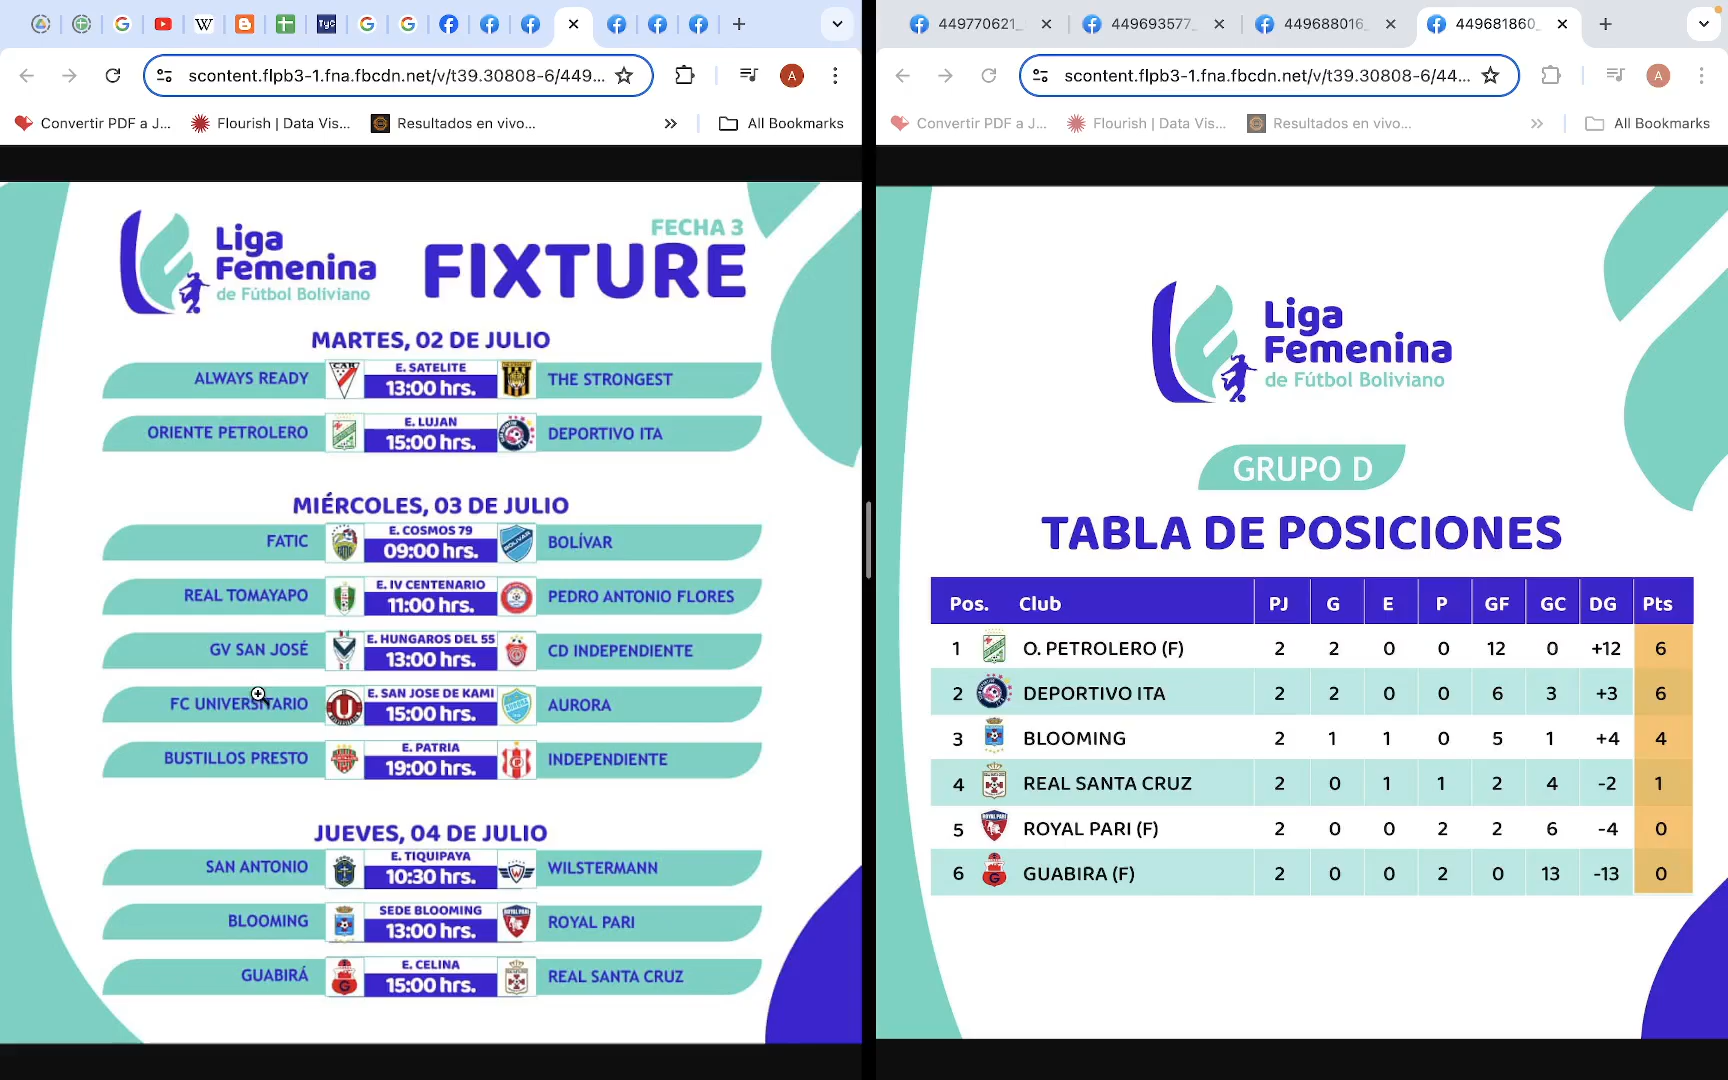 449770621_
449693577_
449688016_
449681860_
scontent.flpb3-1.fna.fbcdn.net/v/t39.30808-6/449...
A
scontent.flpb3-1.fna.fbcdn.net/v/t39.30808-6/44...
A
Convertir PDF a J...
Flourish | Data Vis...
Resultados en vivo...
All Bookmarks
Convertir PDF a J...
Flourish | Data Vis...
Resultados en vivo...
All Bookmarks
Liga
Femenina
de Fútbol Boliviano
FECHA 3
FIXTURE
MARTES, 02 DE JULIO
ALWAYS READY
E. SATELITE
13:00 hrs.
THE STRONGEST
ORIENTE PETROLERO
E. LUJAN
15:00 hrs.
DEPORTIVO ITA
MIÉRCOLES, 03 DE JULIO
FATIC
E. COSMOS 79
09:00 hrs.
BOLÍVAR
REAL TOMAYAPO
E. IV CENTENARIO
11:00 hrs.
PEDRO ANTONIO FLORES
GV SAN JOSÉ
E. HUNGAROS DEL 55
13:00 hrs.
CD INDEPENDIENTE
FC UNIVERSITARIO
E. SAN JOSE DE KAMI
15:00 hrs.
AURORA
BUSTILLOS PRESTO
E. PATRIA
19:00 hrs.
INDEPENDIENTE
JUEVES, 04 DE JULIO
SAN ANTONIO
E. TIQUIPAYA
10:30 hrs.
WILSTERMANN
BLOOMING
SEDE BLOOMING
13:00 hrs.
ROYAL PARI
GUABIRÁ
E. CELINA
15:00 hrs.
REAL SANTA CRUZ
Liga
Femenina
de Fútbol Boliviano
GRUPO D
TABLA DE POSICIONES
Pos. Club PJ G E P GF GC DG Pts
1 O. PETROLERO (F) 2 2 0 0 12 0 +12 6
2 DEPORTIVO ITA 2 2 0 0 6 3 +3 6
3 BLOOMING 2 1 1 0 5 1 +4 4
4 REAL SANTA CRUZ 2 0 1 1 2 4 -2 1
5 ROYAL PARI (F) 2 0 0 2 2 6 -4 0
6 GUABIRA (F) 2 0 0 2 0 13 -13 0